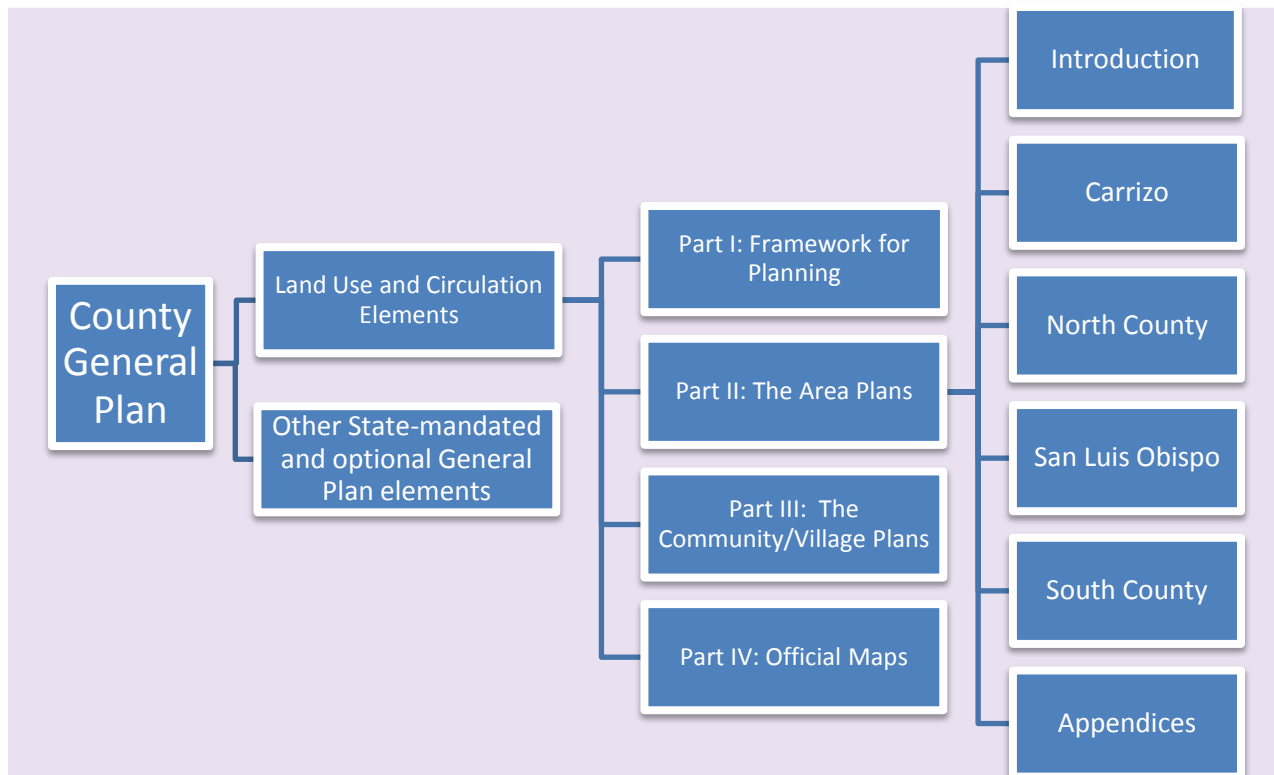 County
General
Plan
Land Use and Circulation
Elements
Other State-mandated
and optional General
Plan elements
Part I: Framework for
Planning
Part II: The Area Plans
Part III:  The
Community/Village Plans
Part IV: Official Maps
Introduction
Carrizo
North County
San Luis Obispo
South County
Appendices